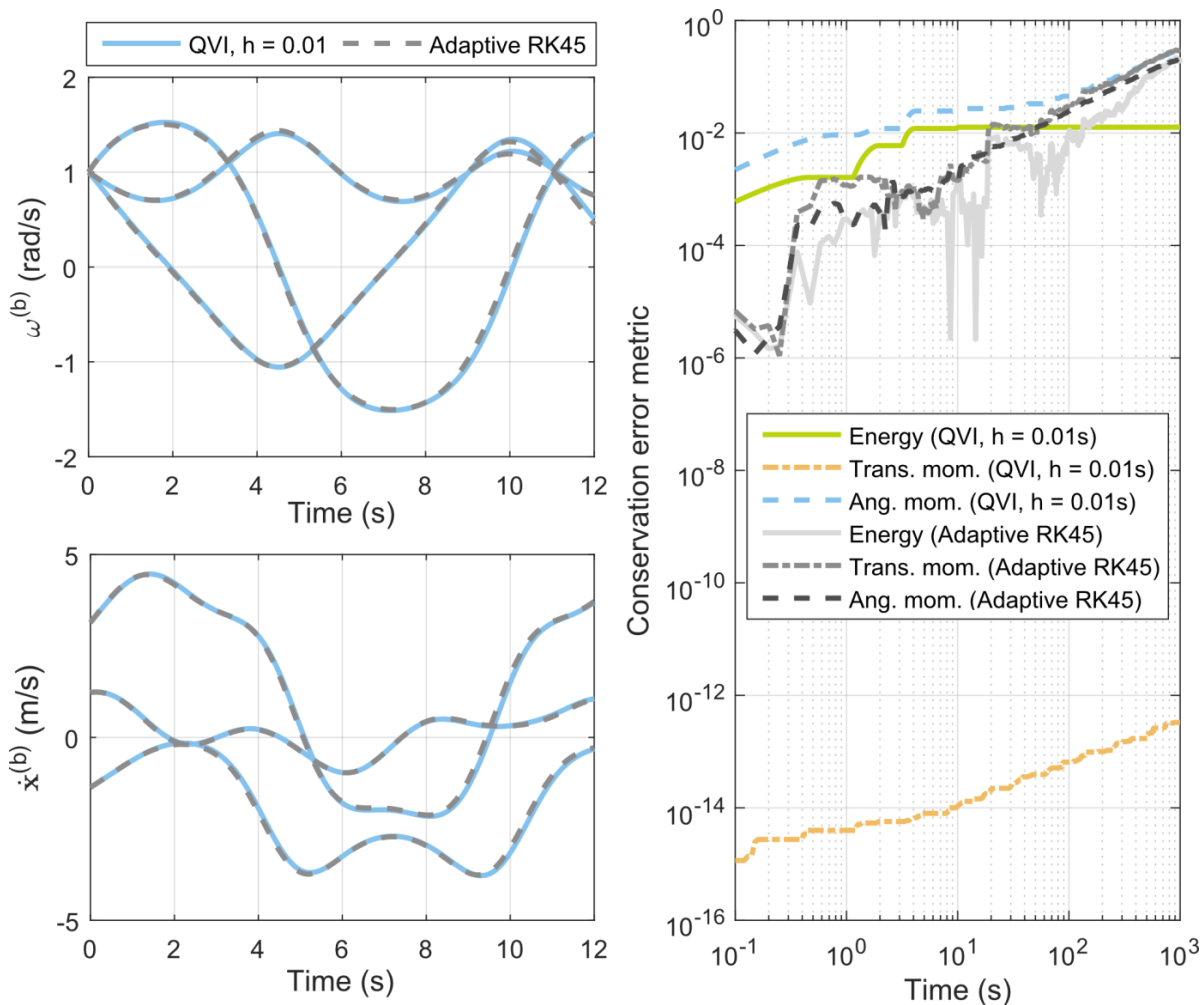 QVI, h = 0.01
Adaptive RK45
2
1
0
-1
-2
ω^(b) (rad/s)
0 2 4 6 8 10 12
Time (s)
5
0
-5
ẋ^(b) (m/s)
0 2 4 6 8 10 12
Time (s)
10^0
10^-2
10^-4
10^-6
10^-8
10^-10
10^-12
10^-14
10^-16
Conservation error metric
Energy (QVI, h = 0.01s)
Trans. mom. (QVI, h = 0.01s)
Ang. mom. (QVI, h = 0.01s)
Energy (Adaptive RK45)
Trans. mom. (Adaptive RK45)
Ang. mom. (Adaptive RK45)
10^-1 10^0 10^1 10^2 10^3
Time (s)